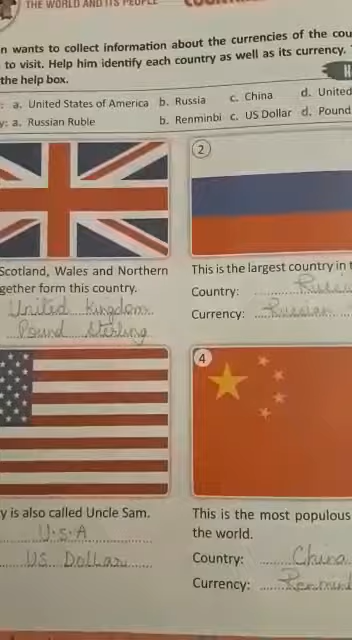 THE WORLD AND ITS PEOPLE
n wants to collect information about the currencies of the cou
to visit. Help him identify each country as well as its currency.
the help box.
: a. United States of America b. Russia c. China d. United
y: a. Russian Ruble b. Renminbi c. US Dollar d. Pound
2
Scotland, Wales and Northern
gether form this country.
United Kingdom
Pound Sterling
This is the largest country in t
Country: Russia
Currency: Russian
4
y is also called Uncle Sam.
U.S.A
US Dollar
This is the most populous
the world.
Country: China
Currency: Renminb